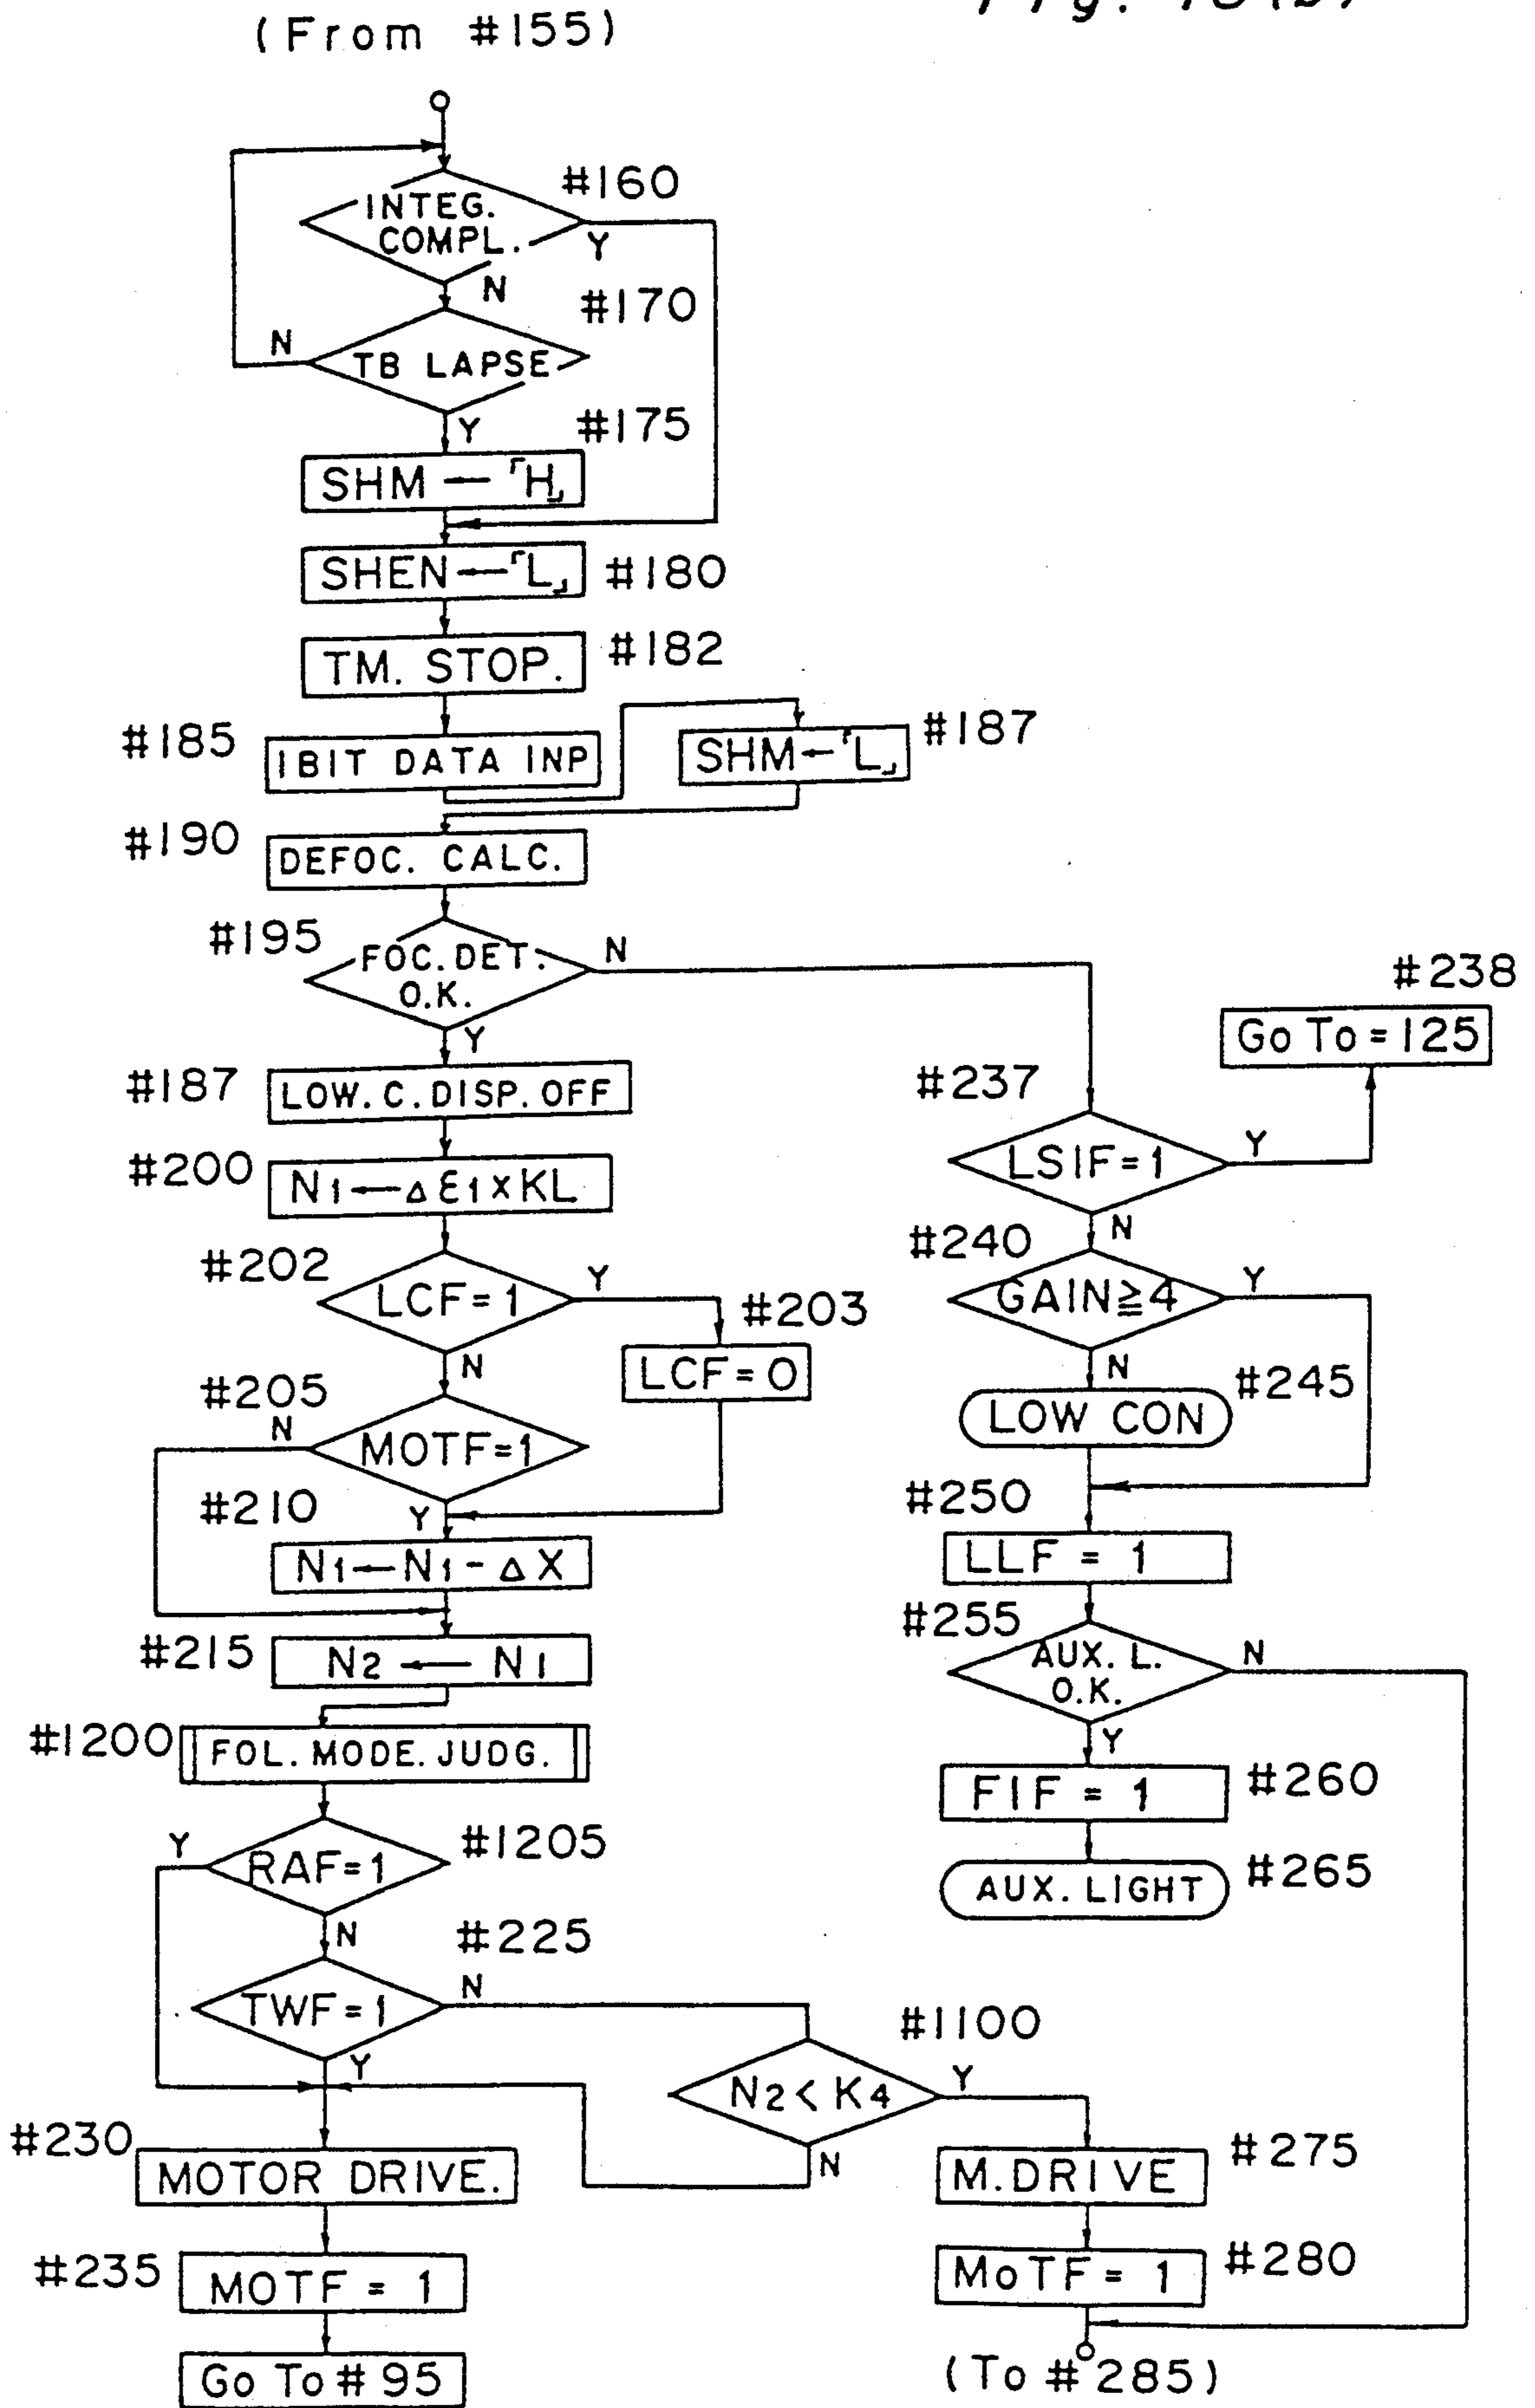 (From #155)
#160
INTEG.
COMPL.
Y
N
#170
N
TB LAPSE
Y
#175
SHM ← 「H」
SHEN ← 「L」
#180
TM. STOP.
#182
#185
IBIT DATA INP
SHM ← 「L」
#187
#190
DEFOC. CALC.
#195
FOC. DET.
O.K.
N
Y
#238
Go To = 125
#187
LOW. C. DISP. OFF
#237
LSIF = 1
Y
N
#200
N1 ← Δε1 x KL
#202
LCF = 1
Y
N
#203
LCF = 0
#240
GAIN ≧ 4
Y
N
#205
N
MOTF = 1
Y
#245
LOW CON
#210
N1 ← N1 - ΔX
#250
LLF = 1
#215
N2 ← N1
#255
AUX. L.
O.K.
N
Y
#1200
FOL. MODE. JUDG.
#260
FIF = 1
#1205
Y
RAF = 1
N
#265
AUX. LIGHT
#225
TWF = 1
N
Y
#1100
N2 < K4
Y
N
#230
MOTOR DRIVE.
#275
M. DRIVE
#235
MOTF = 1
#280
MoTF = 1
Go To # 95
(To # 285)